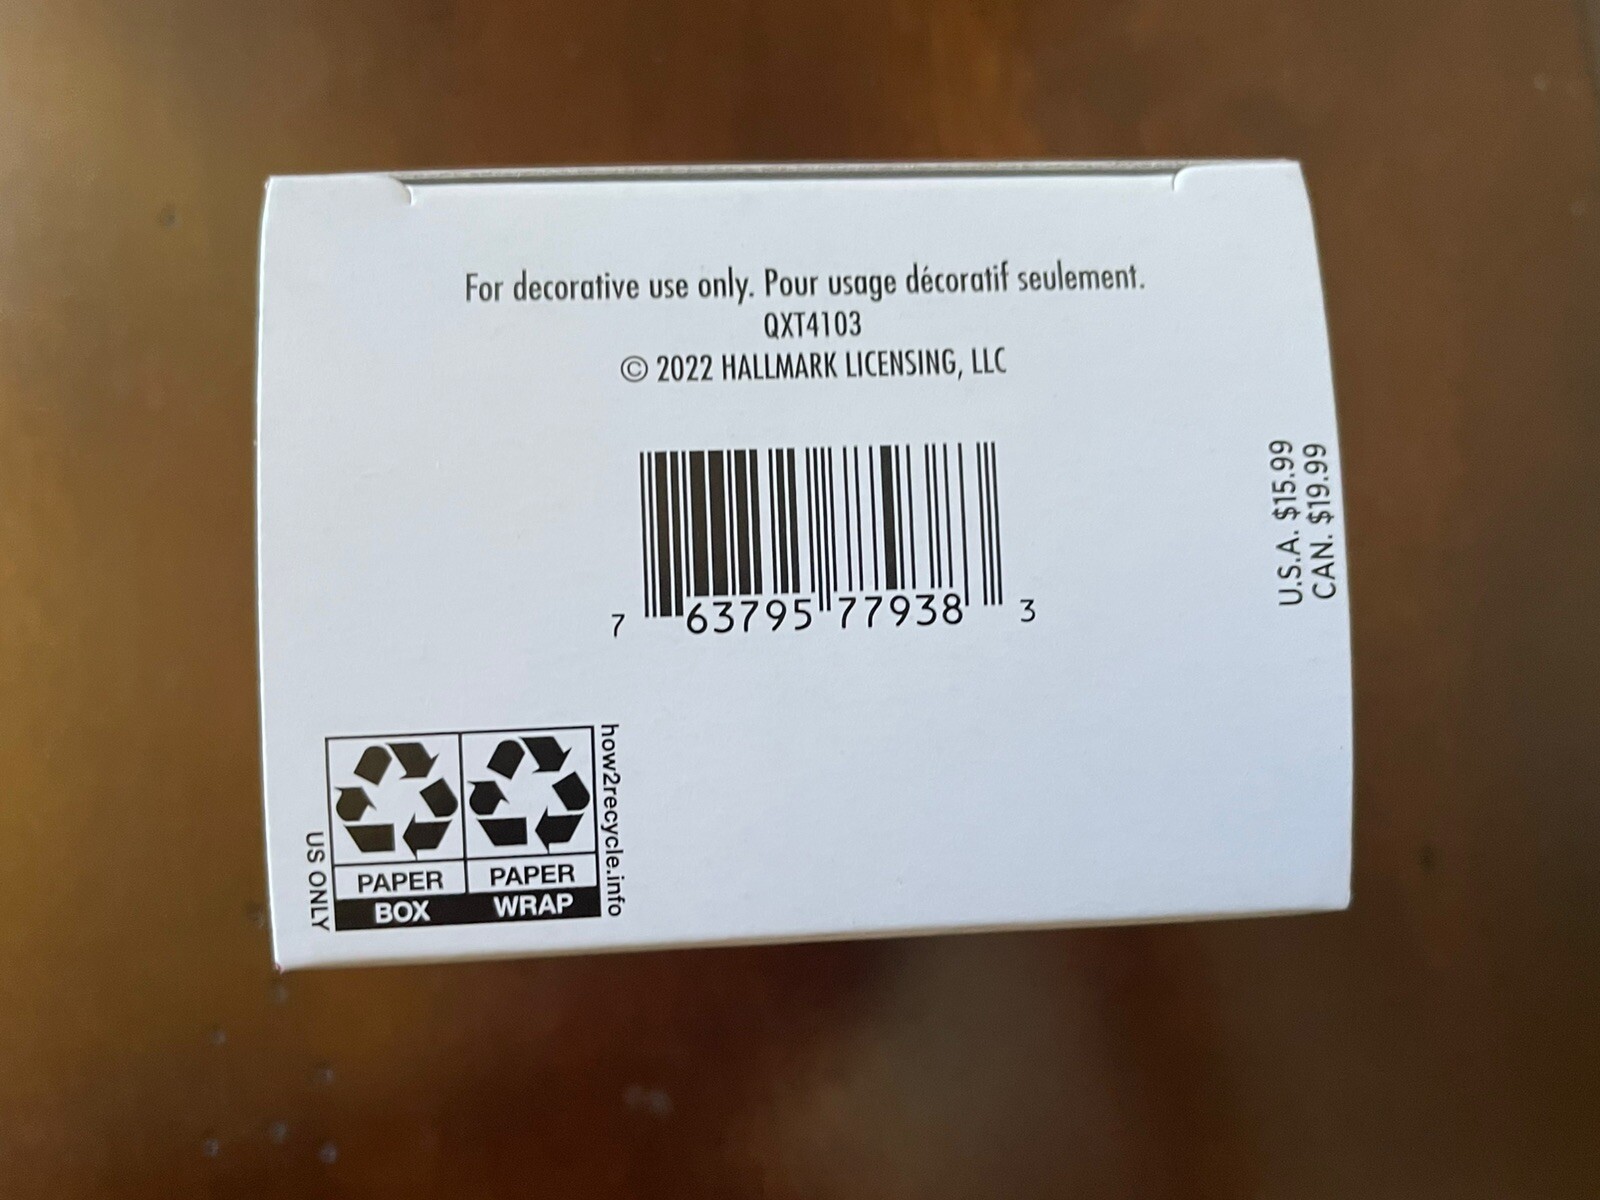 For decorative use only. Pour usage décoratif seulement.
QXT4103
© 2022 HALLMARK LICENSING, LLC
7 63795 77938 3
U.S.A. $15.99
CAN. $19.99
how2recycle.info
PAPER PAPER
BOX WRAP
US ONLY